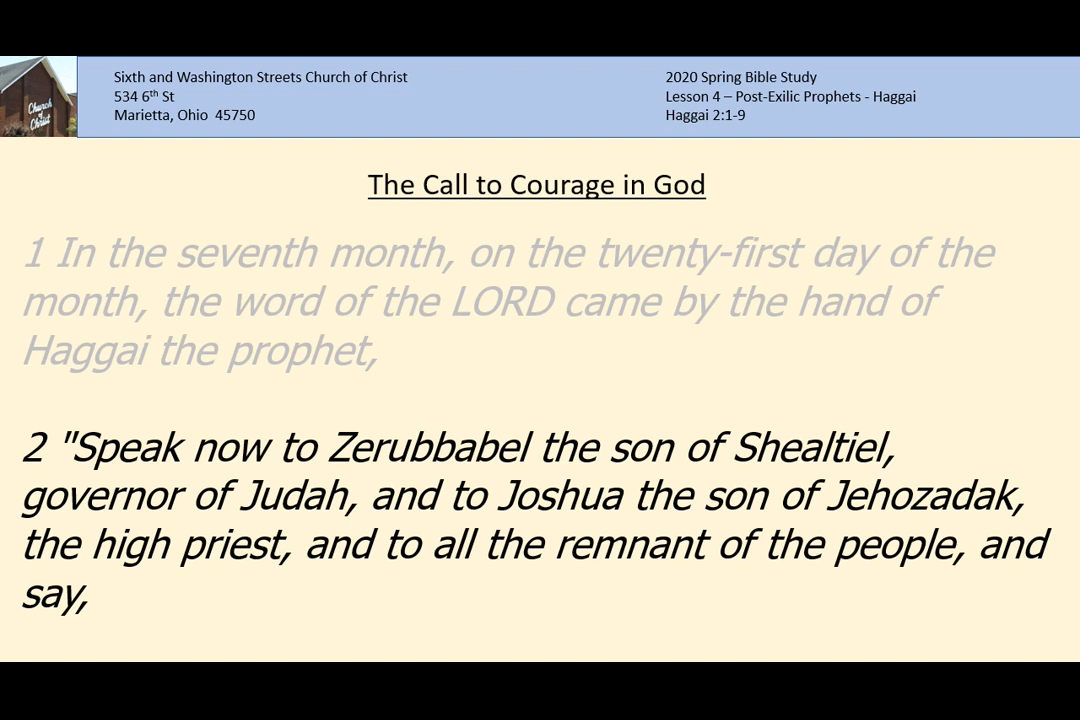 Church
of
Christ
Sixth and Washington Streets Church of Christ
534 6th St
Marietta, Ohio 45750
2020 Spring Bible Study
Lesson 4 – Post-Exilic Prophets - Haggai
Haggai 2:1-9
The Call to Courage in God
1 In the seventh month, on the twenty-first day of the
month, the word of the LORD came by the hand of
Haggai the prophet,
2 "Speak now to Zerubbabel the son of Shealtiel,
governor of Judah, and to Joshua the son of Jehozadak,
the high priest, and to all the remnant of the people, and
say,